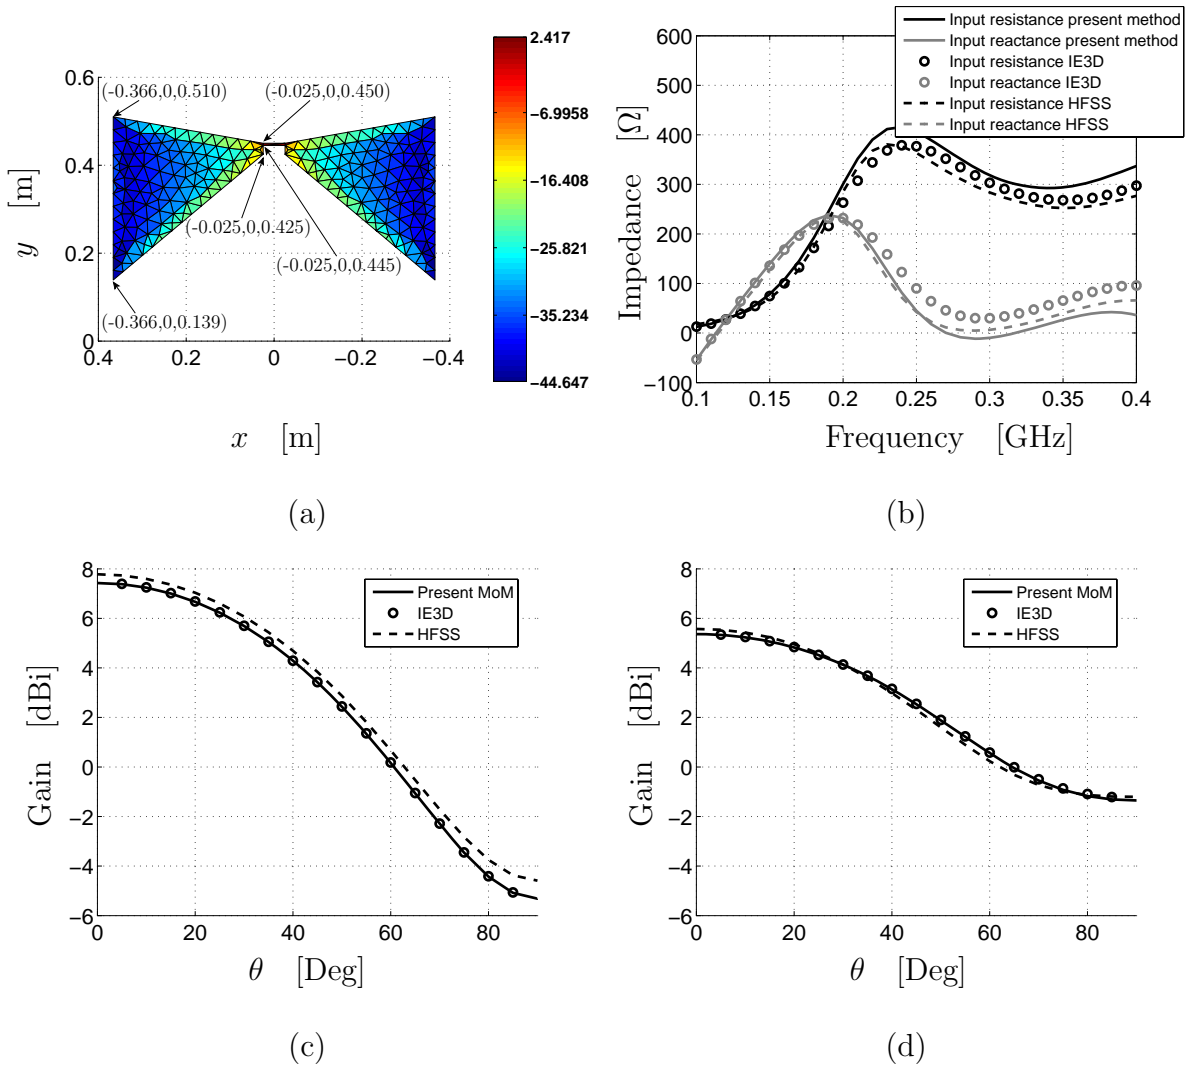 2.417
−6.9958
−16.408
−25.821
−35.234
−44.647
0.6
0.4
0.2
0
0.4
0.2
0
−0.2
−0.4
(-0.366,0,0.510)
(-0.025,0,0.450)
(-0.025,0,0.425)
(-0.025,0,0.445)
(-0.366,0,0.139)
y [m]
x [m]
(a)
Input resistance present method
Input reactance present method
Input resistance IE3D
Input reactance IE3D
Input resistance HFSS
Input reactance HFSS
600
500
400
300
200
100
0
−100
0.1
0.15
0.2
0.25
0.3
0.35
0.4
Impedance [Ω]
Frequency [GHz]
(b)
8
6
4
2
0
−2
−4
−6
0
20
40
60
80
Present MoM
IE3D
HFSS
Gain [dBi]
θ [Deg]
(c)
8
6
4
2
0
−2
−4
−6
0
20
40
60
80
Present MoM
IE3D
HFSS
Gain [dBi]
θ [Deg]
(d)